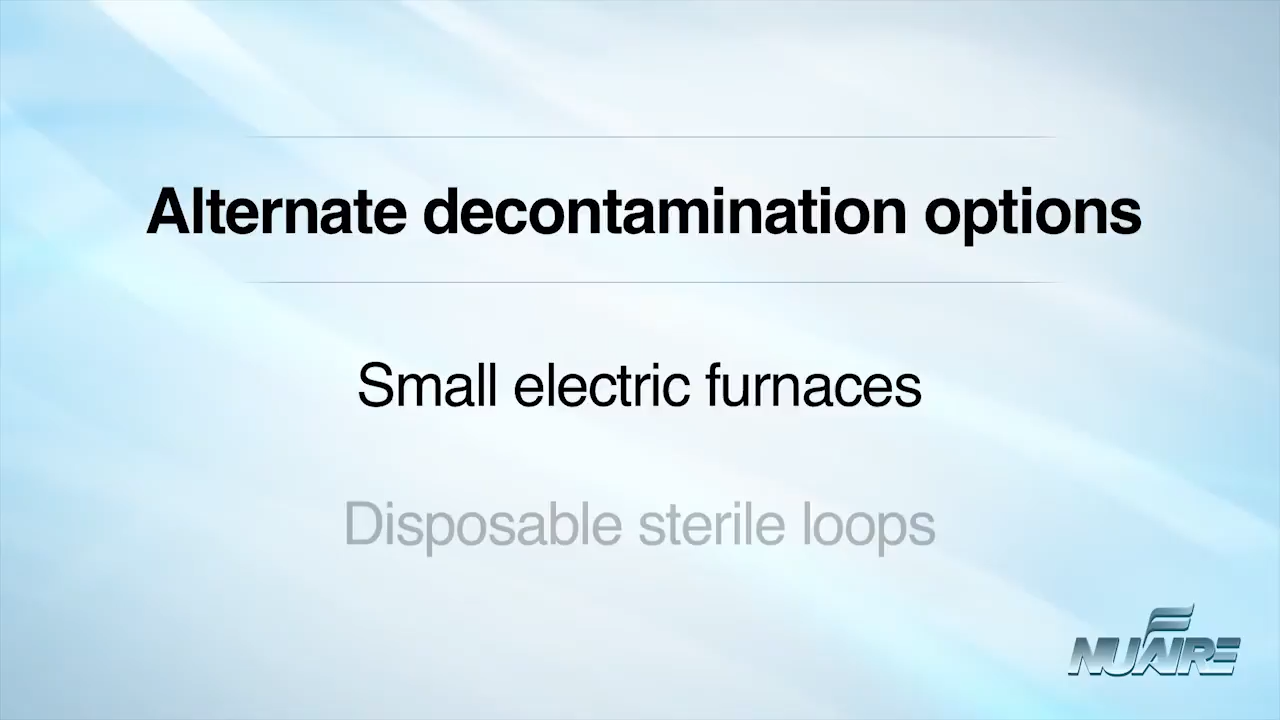 Alternate decontamination options
Small electric furnaces
Disposable sterile loops
NUAIRE